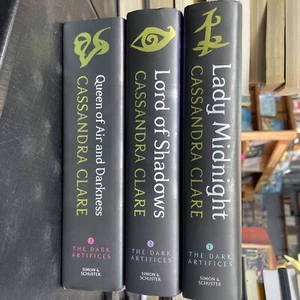 Queen of Air and Darkness
CASSANDRA CLARE
3
THE DARK
ARTIFICES
SIMON &
SCHUSTER
Lord of Shadows
CASSANDRA CLARE
2
THE DARK
ARTIFICES
SIMON &
SCHUSTER
Lady Midnight
CASSANDRA CLARE
1
THE DARK
ARTIFICES
SIMON &
SCHUSTER